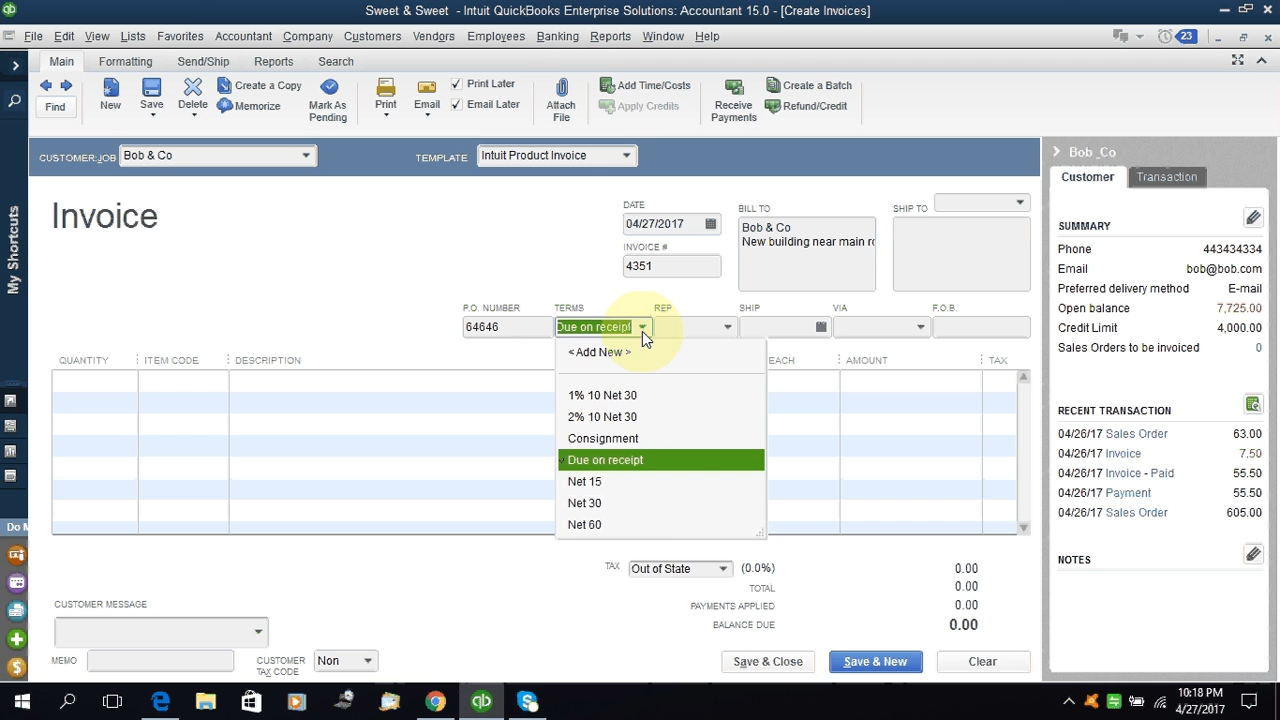 Sweet & Sweet - Intuit QuickBooks Enterprise Solutions: Accountant 15.0 - [Create Invoices]
File Edit View Lists Favorites Accountant Company Customers Vendors Employees Banking Reports Window Help
23
Main Formatting Send/Ship Reports Search
Find New Save Delete Create a Copy Memorize Mark As Pending Print Email Print Later Email Later Attach File Add Time/Costs Apply Credits Receive Payments Create a Batch Refund/Credit
My Shortcuts
Do M
CUSTOMER:JOB Bob & Co TEMPLATE Intuit Product Invoice
Invoice
DATE
04/27/2017
INVOICE #
4351
BILL TO
Bob & Co
New building near main r
SHIP TO
P.O. NUMBER TERMS REP SHIP VIA F.O.B.
64646 Due on receipt
< Add New >
1% 10 Net 30
2% 10 Net 30
Consignment
Due on receipt
Net 15
Net 30
Net 60
QUANTITY ITEM CODE DESCRIPTION EACH AMOUNT TAX
TAX Out of State (0.0%) 0.00
TOTAL 0.00
PAYMENTS APPLIED 0.00
BALANCE DUE 0.00
CUSTOMER MESSAGE
MEMO
CUSTOMER TAX CODE Non
Save & Close Save & New Clear
Bob _Co
Customer Transaction
SUMMARY
Phone 443434334
Email bob@bob.com
Preferred delivery method E-mail
Open balance 7,725.00
Credit Limit 4,000.00
Sales Orders to be invoiced 0
RECENT TRANSACTION
04/26/17 Sales Order 63.00
04/26/17 Invoice 7.50
04/26/17 Invoice - Paid 55.50
04/26/17 Payment 55.50
04/26/17 Sales Order 605.00
NOTES
10:18 PM
4/27/2017